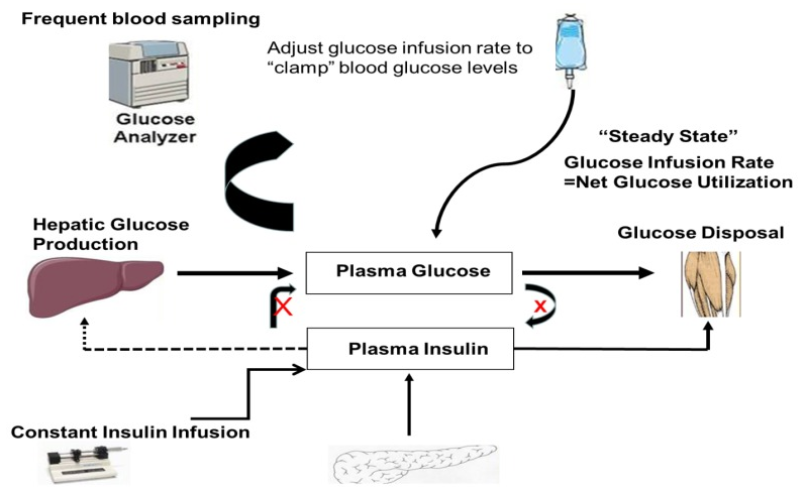 Frequent blood sampling
Adjust glucose infusion rate to
“clamp” blood glucose levels
Glucose
Analyzer
“Steady State”
Glucose Infusion Rate
=Net Glucose Utilization
Hepatic Glucose
Production
Glucose Disposal
Plasma Glucose
X
x
Plasma Insulin
Constant Insulin Infusion